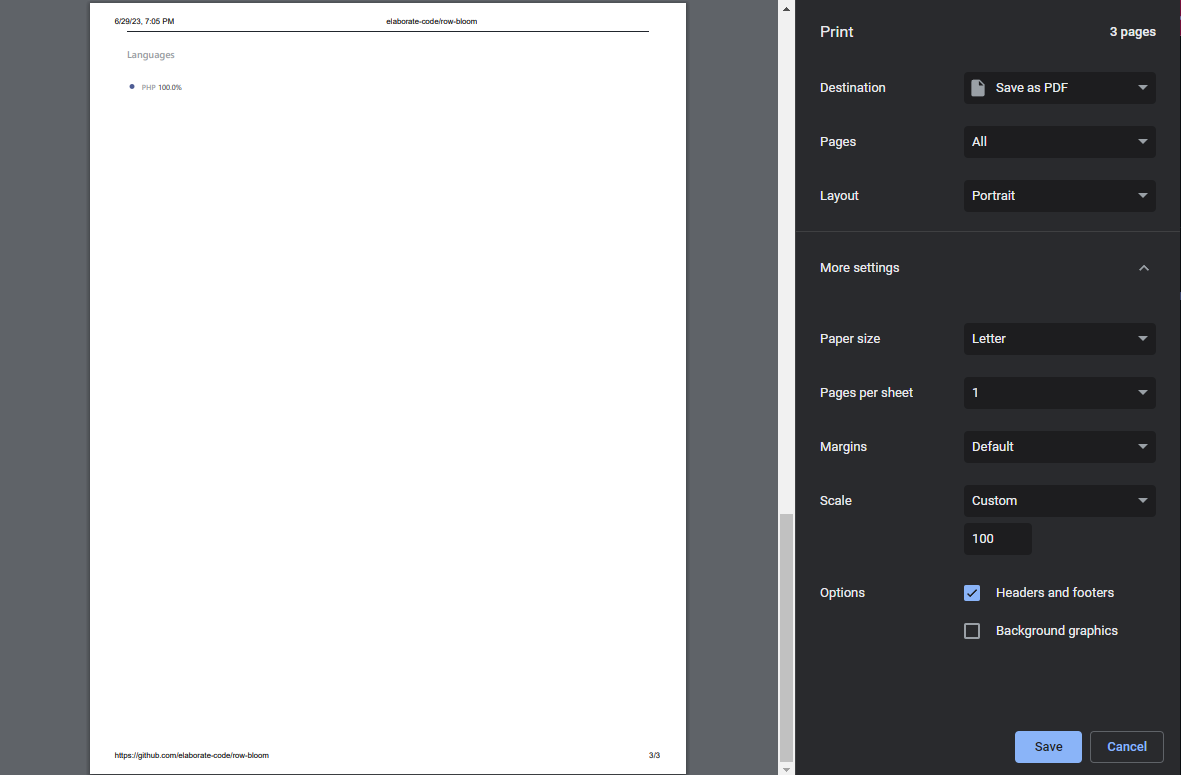 6/29/23, 7:05 PM elaborate-code/row-bloom
Languages
PHP 100.0%
https://github.com/elaborate-code/row-bloom 3/3
Print 3 pages
Destination Save as PDF
Pages All
Layout Portrait
More settings
Paper size Letter
Pages per sheet 1
Margins Default
Scale Custom
100
Options Headers and footers
Background graphics
Save Cancel